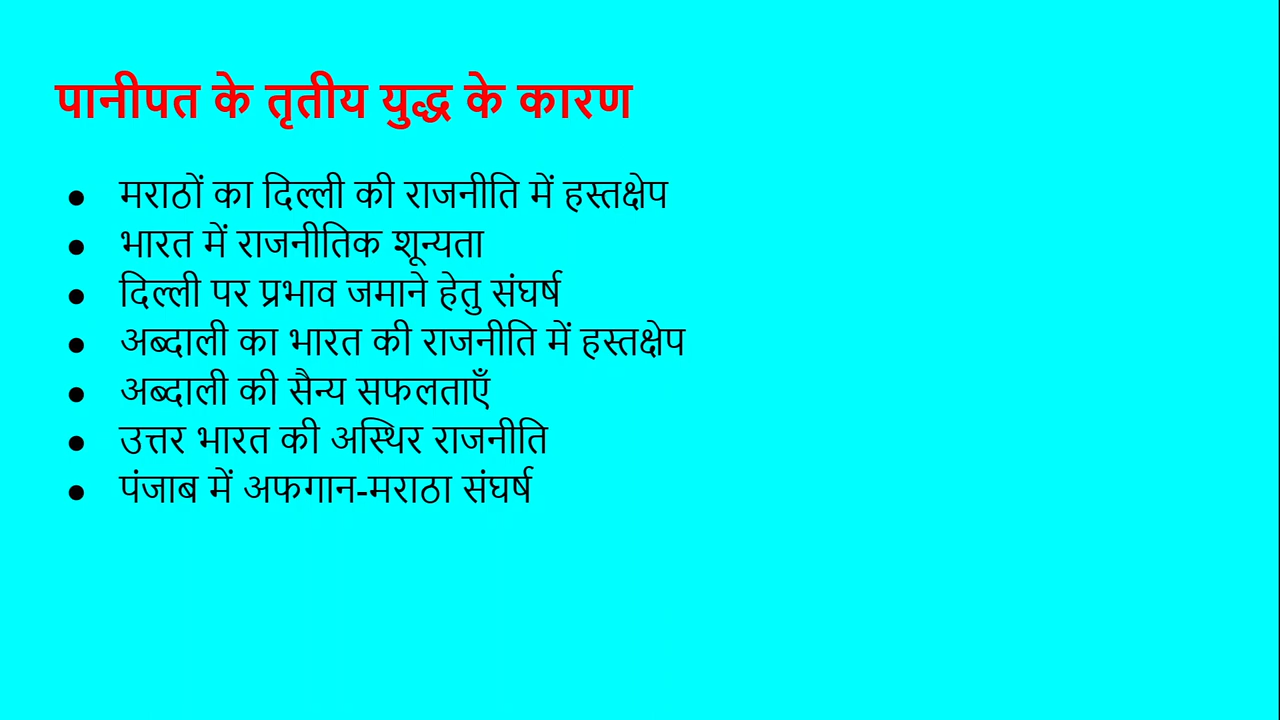 पानीपत के तृतीय युद्ध के कारण
● मराठों का दिल्ली की राजनीति में हस्तक्षेप
● भारत में राजनीतिक शून्यता
● दिल्ली पर प्रभाव जमाने हेतु संघर्ष
● अब्दाली का भारत की राजनीति में हस्तक्षेप
● अब्दाली की सैन्य सफलताएँ
● उत्तर भारत की अस्थिर राजनीति
● पंजाब में अफगान-मराठा संघर्ष